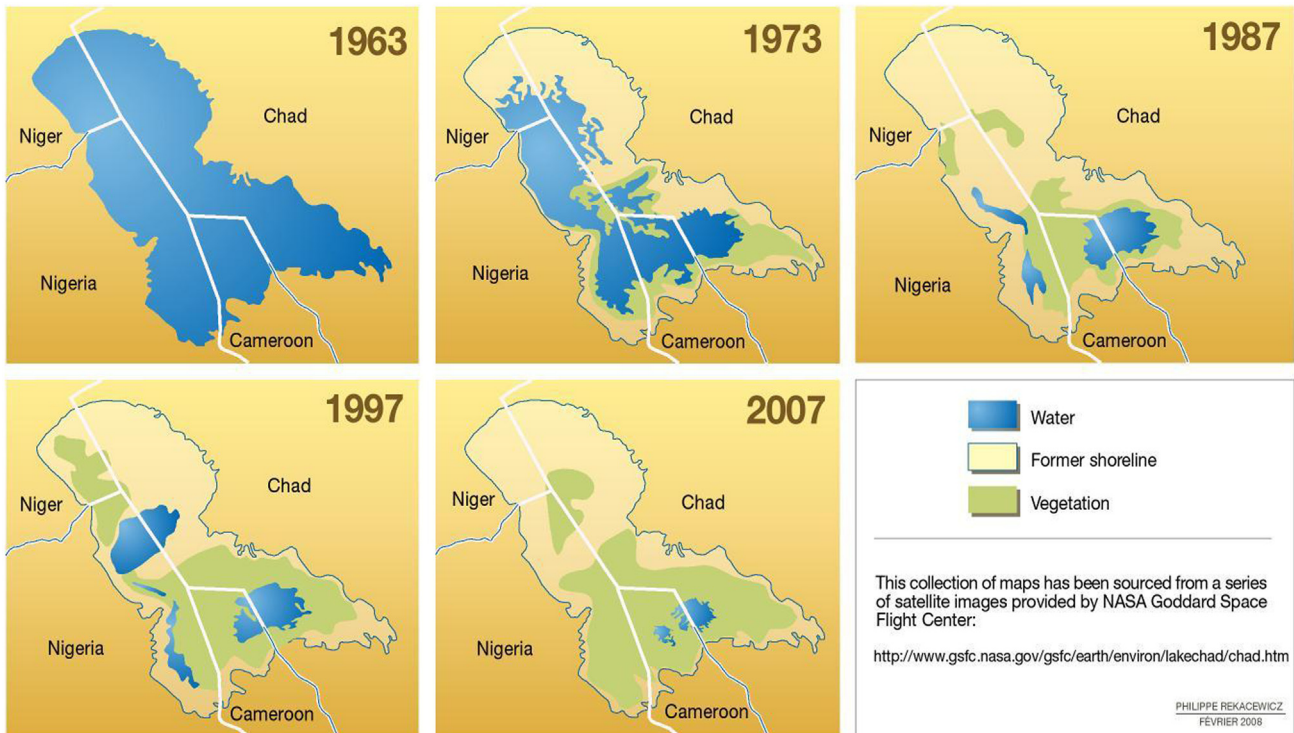 1963
Chad
Niger
Nigeria
Cameroon
1973
Chad
Niger
Nigeria
Cameroon
1987
Chad
Niger
Nigeria
Cameroon
1997
Chad
Niger
Nigeria
Cameroon
2007
Chad
Niger
Nigeria
Cameroon
Water
Former shoreline
Vegetation
This collection of maps has been sourced from a series
of satellite images provided by NASA Goddard Space
Flight Center:
http://www.gsfc.nasa.gov/gsfc/earth/environ/lakechad/chad.htm
PHILIPPE REKACEWICZ
FÉVRIER 2008